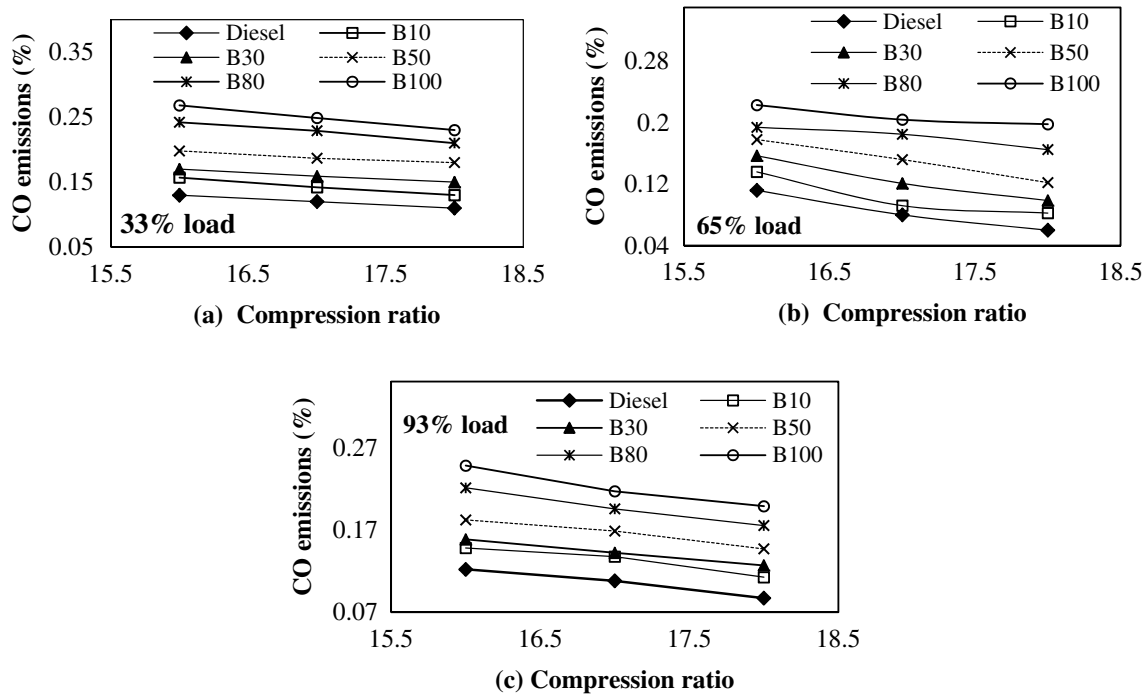 CO emissions (%)
0.35
0.25
0.15
0.05
Diesel B10
B30 B50
B80 B100
33% load
15.5 16.5 17.5 18.5
(a) Compression ratio
CO emissions (%)
0.28
0.2
0.12
0.04
Diesel B10
B30 B50
B80 B100
65% load
15.5 16.5 17.5 18.5
(b) Compression ratio
CO emissions (%)
0.27
0.17
0.07
Diesel B10
B30 B50
B80 B100
93% load
15.5 16.5 17.5 18.5
(c) Compression ratio